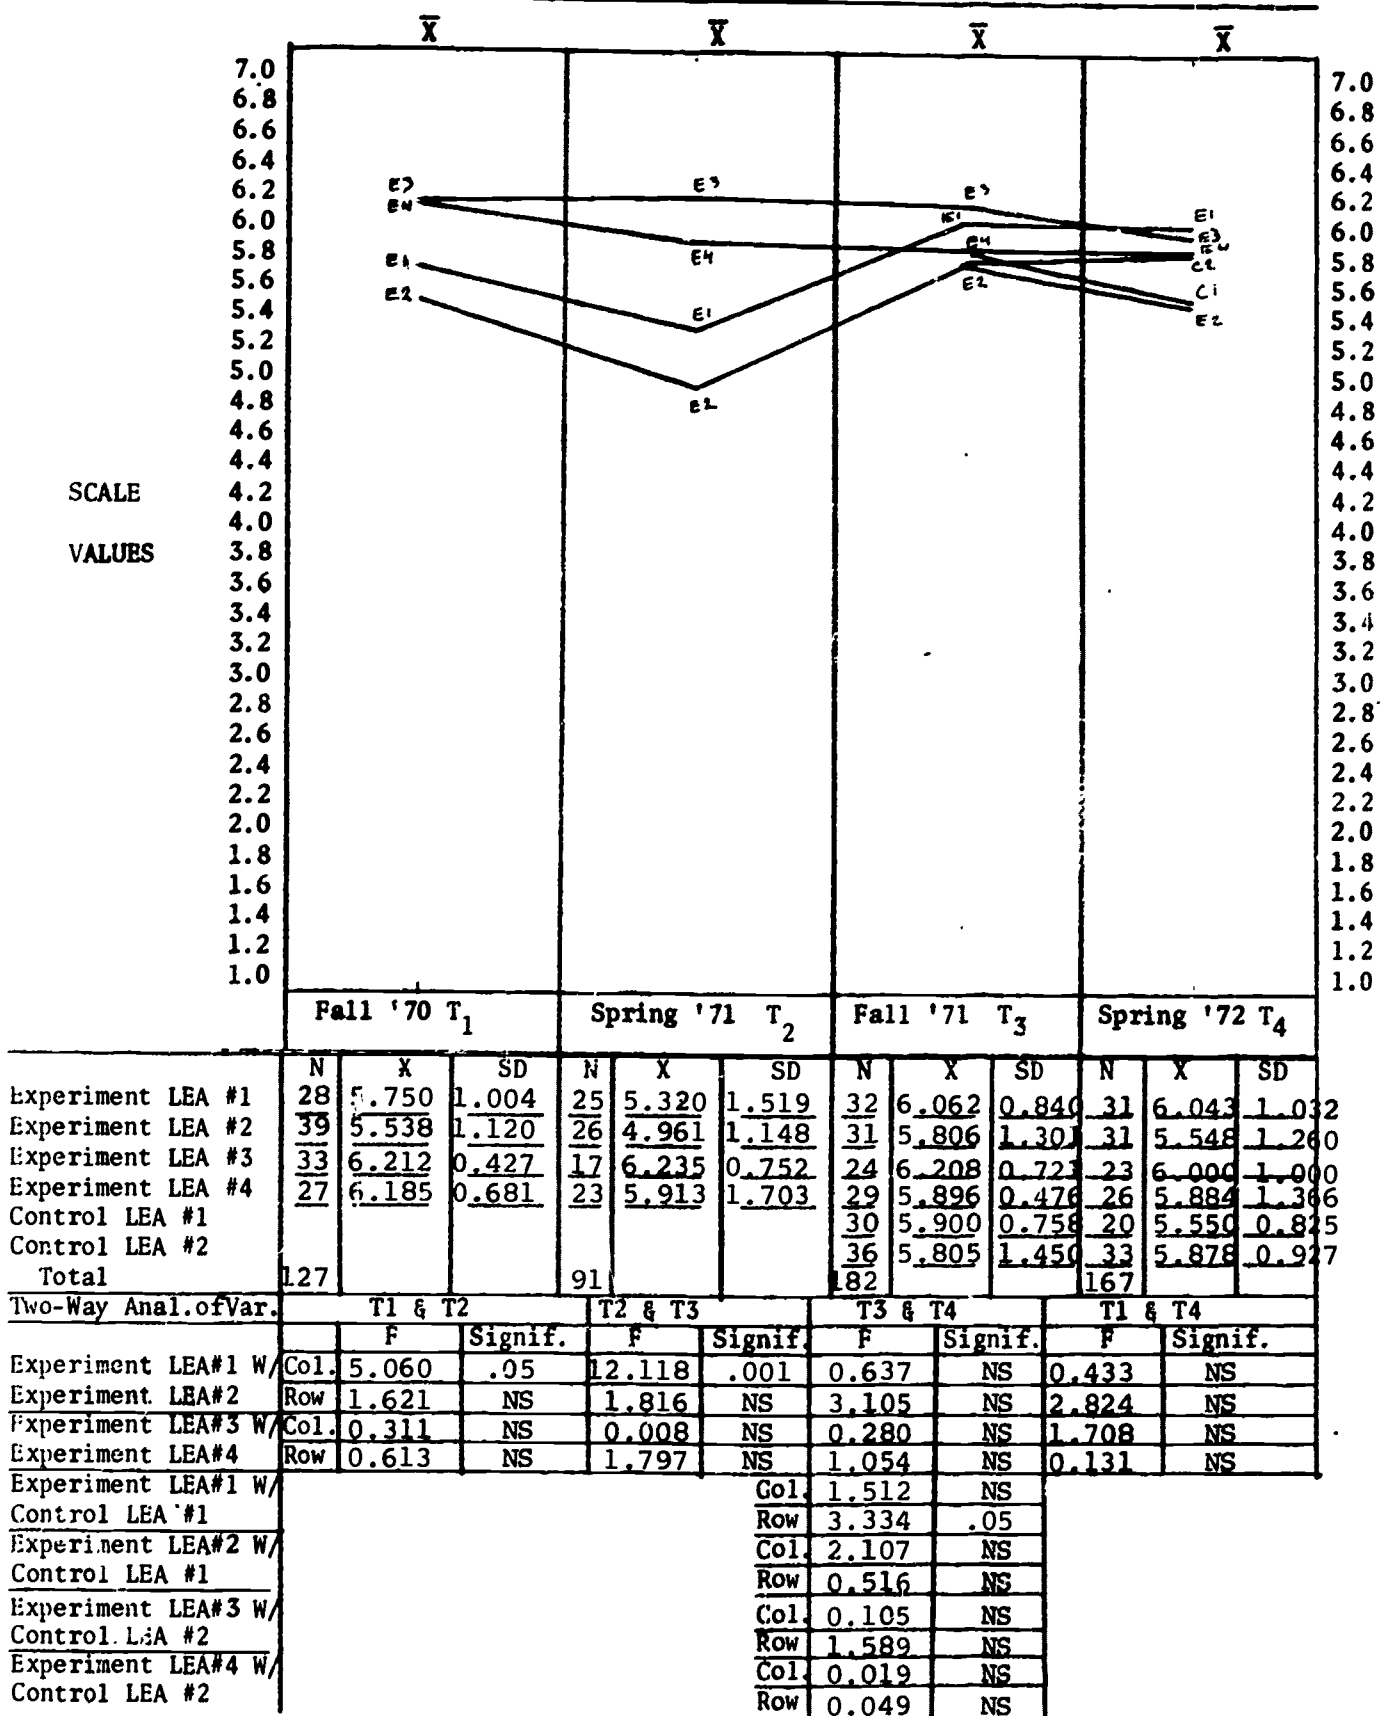 X̄ X̄ X̄ X̄
7.0 7.0
6.8 6.8
6.6 6.6
6.4 6.4
6.2 6.2
6.0 6.0
5.8 5.8
5.6 5.6
5.4 5.4
5.2 5.2
5.0 5.0
4.8 4.8
4.6 4.6
4.4 4.4
SCALE 4.2 4.2
4.0 4.0
VALUES 3.8 3.8
3.6 3.6
3.4 3.4
3.2 3.2
3.0 3.0
2.8 2.8
2.6 2.6
2.4 2.4
2.2 2.2
2.0 2.0
1.8 1.8
1.6 1.6
1.4 1.4
1.2 1.2
1.0 1.0
E3 E3 E3
E4 E1 E1
E4 E4 E3
E1 E4
E2 E2 C2
E1 C1
E2 E2
Fall '70 T1 Spring '71 T2 Fall '71 T3 Spring '72 T4
N X SD N X SD N X SD N X SD
Experiment LEA #1 28 5.750 1.004 25 5.320 1.519 32 6.062 0.840 31 6.043 1.032
Experiment LEA #2 39 5.538 1.120 26 4.961 1.148 31 5.806 1.301 31 5.548 1.260
Experiment LEA #3 33 6.212 0.427 17 6.235 0.752 24 6.208 0.721 23 6.000 1.000
Experiment LEA #4 27 6.185 0.681 23 5.913 1.703 29 5.896 0.476 26 5.884 1.366
Control LEA #1 30 5.900 0.758 20 5.550 0.825
Control LEA #2 36 5.805 1.450 33 5.878 0.927
Total 127 91 182 167
Two-Way Anal.ofVar. T1 & T2 T2 & T3 T3 & T4 T1 & T4
F Signif. F Signif. F Signif. F Signif.
Experiment LEA#1 W/ Col. 5.060 .05 12.118 .001 0.637 NS 0.433 NS
Experiment LEA#2 Row 1.621 NS 1.816 NS 3.105 NS 2.824 NS
Experiment LEA#3 W/ Col. 0.311 NS 0.008 NS 0.280 NS 1.708 NS
Experiment LEA#4 Row 0.613 NS 1.797 NS 1.054 NS 0.131 NS
Experiment LEA#1 W/ Col. 1.512 NS
Control LEA #1 Row 3.334 .05
Experiment LEA#2 W/ Col. 2.107 NS
Control LEA #1 Row 0.516 NS
Experiment LEA#3 W/ Col. 0.105 NS
Control LEA #2 Row 1.589 NS
Experiment LEA#4 W/ Col. 0.019 NS
Control LEA #2 Row 0.049 NS